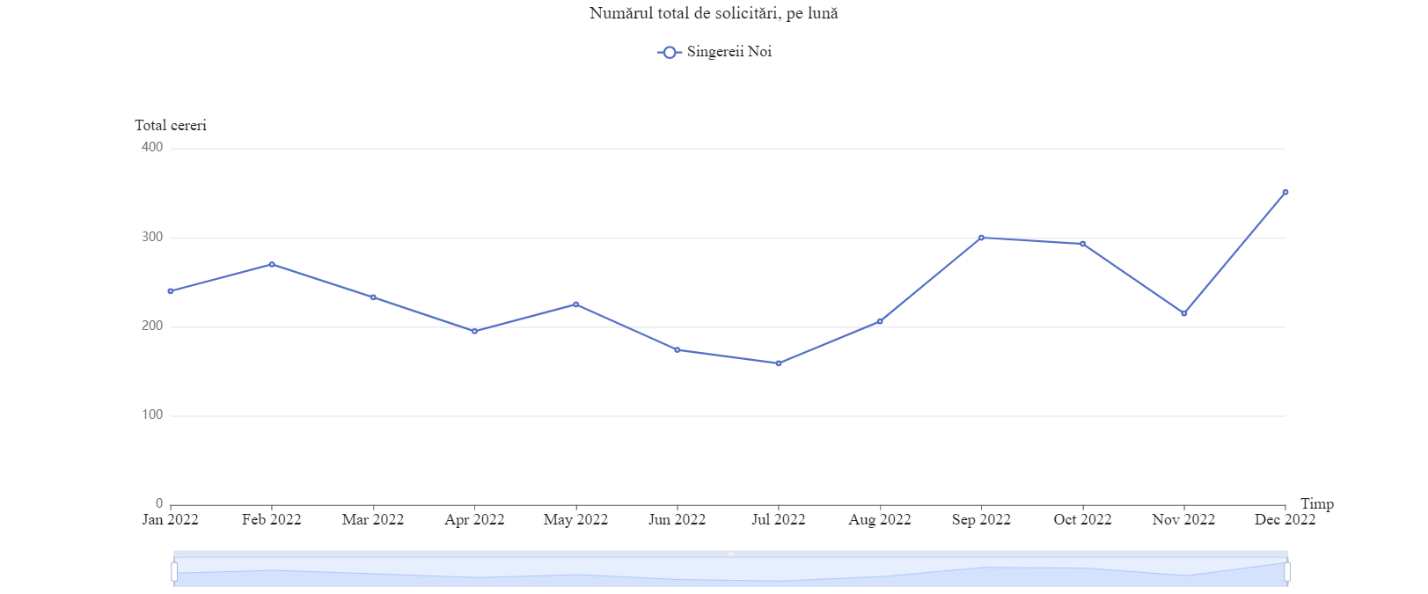 Numărul total de solicitări, pe lună
Singereii Noi
Total cereri
400
300
200
100
0
Timp
Jan 2022 Feb 2022 Mar 2022 Apr 2022 May 2022 Jun 2022 Jul 2022 Aug 2022 Sep 2022 Oct 2022 Nov 2022 Dec 2022